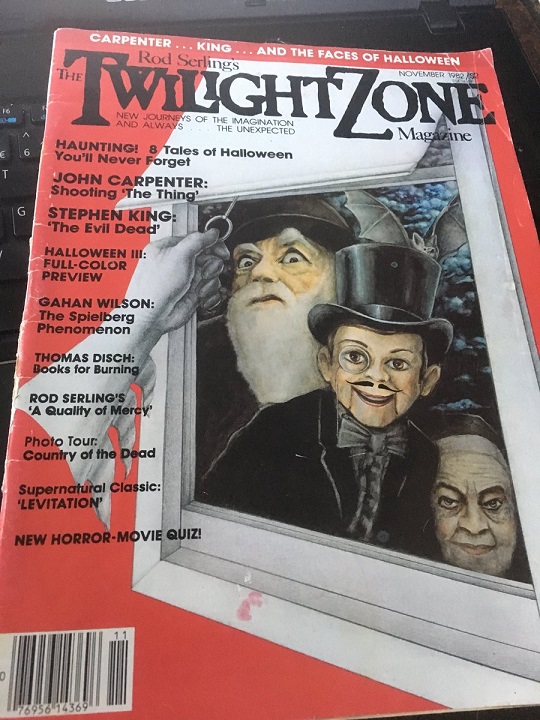 CARPENTER . . . KING . . . AND THE FACES OF HALLOWEEN
Rod Serling's
NOVEMBER 1982
THE TWILIGHT ZONE
Magazine
NEW JOURNEYS OF THE IMAGINATION
AND ALWAYS . . . THE UNEXPECTED
HAUNTING! 8 Tales of Halloween
You'll Never Forget
JOHN CARPENTER:
Shooting 'The Thing'
STEPHEN KING:
'The Evil Dead'
HALLOWEEN III:
FULL-COLOR
PREVIEW
GAHAN WILSON:
The Spielberg
Phenomenon
THOMAS DISCH:
Books for Burning
ROD SERLING'S
'A Quality of Mercy'
Photo Tour:
Country of the Dead
Supernatural Classic:
'LEVITATION'
NEW HORROR-MOVIE QUIZ!
11
0
76956 14369
F6
€ 6
T
G